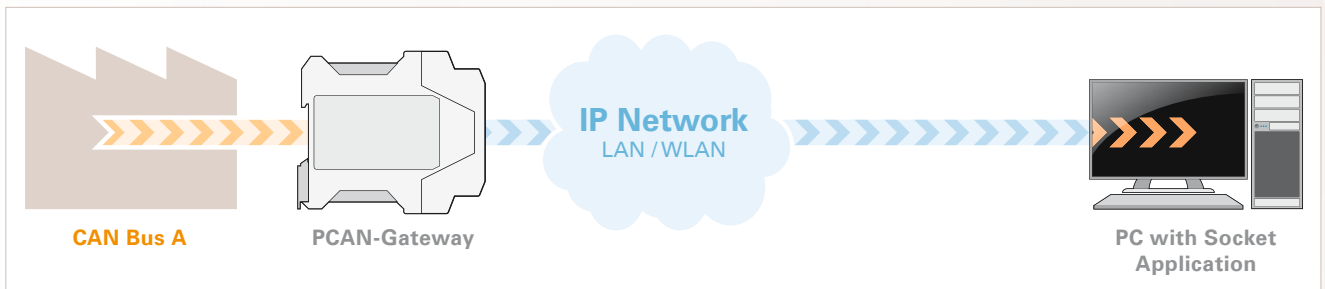 IP Network
LAN / WLAN
CAN Bus A
PCAN-Gateway
PC with Socket
Application